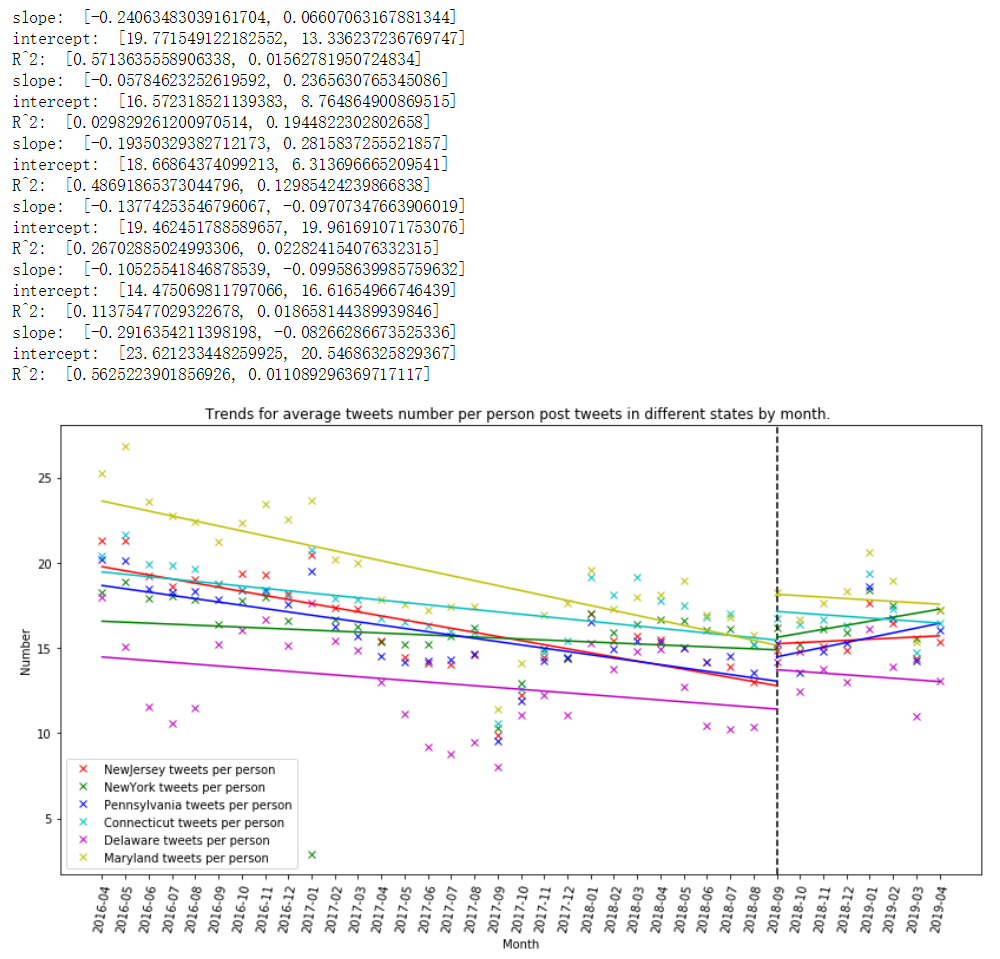 slope:  [-0.24063483039161704, 0.06607063167881344]
intercept:  [19.771549122182552, 13.336237236769747]
R^2:  [0.5713635558906338, 0.01562781950724834]
slope:  [-0.05784623252619592, 0.2365630765345086]
intercept:  [16.572318521139383, 8.764864900869515]
R^2:  [0.029829261200970514, 0.1944822302802658]
slope:  [-0.19350329382712173, 0.2815837255521857]
intercept:  [18.66864374099213, 6.313696665209541]
R^2:  [0.48691865373044796, 0.12985424239866838]
slope:  [-0.13774253546796067, -0.09707347663906019]
intercept:  [19.462451788589657, 19.961691071753076]
R^2:  [0.26702885024993306, 0.022824154076332315]
slope:  [-0.10525541846878539, -0.09958639985759632]
intercept:  [14.475069811797066, 16.61654966746439]
R^2:  [0.11375477029322678, 0.018658144389939846]
slope:  [-0.2916354211398198, -0.08266286673525336]
intercept:  [23.621233448259925, 20.54686325829367]
R^2:  [0.5625223901856926, 0.011089296369717117]
Trends for average tweets number per person post tweets in different states by month.
Number
25
20
15
10
5
NewJersey tweets per person
NewYork tweets per person
Pennsylvania tweets per person
Connecticut tweets per person
Delaware tweets per person
Maryland tweets per person
2016-04
2016-05
2016-06
2016-07
2016-08
2016-09
2016-10
2016-11
2016-12
2017-01
2017-02
2017-03
2017-04
2017-05
2017-06
2017-07
2017-08
2017-09
2017-10
2017-11
2017-12
2018-01
2018-02
2018-03
2018-04
2018-05
2018-06
2018-07
2018-08
2018-09
2018-10
2018-11
2018-12
2019-01
2019-02
2019-03
2019-04
Month